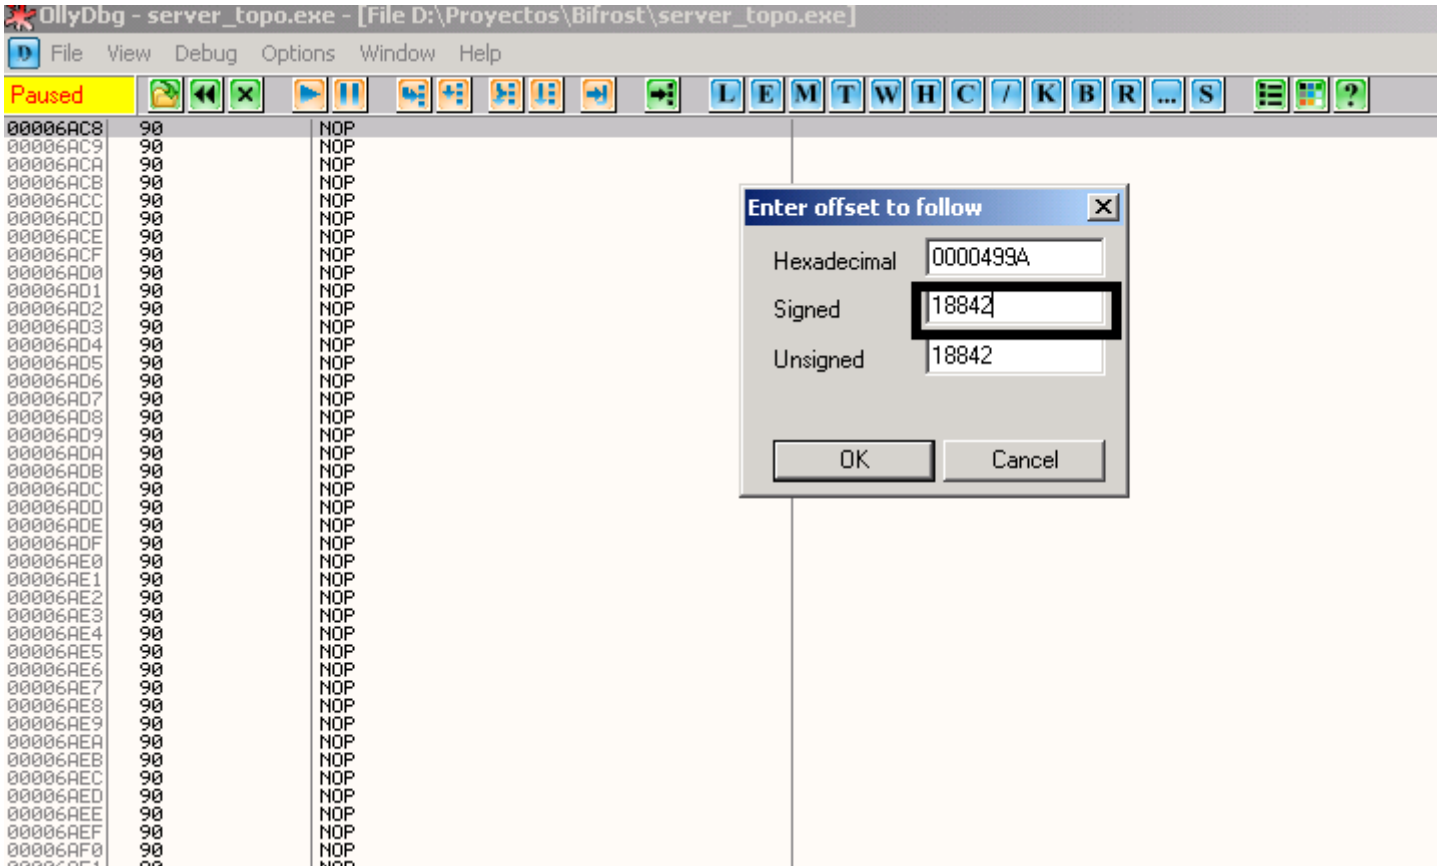 OllyDbg - server_topo.exe - [File D:\Proyectos\Bifrost\server_topo.exe]
D File View Debug Options Window Help
Paused L E M T W H C / K B R ... S ?
00006AC8 90 NOP
00006AC9 90 NOP
00006ACA 90 NOP
00006ACB 90 NOP
00006ACC 90 NOP
00006ACD 90 NOP
00006ACE 90 NOP
00006ACF 90 NOP
00006AD0 90 NOP
00006AD1 90 NOP
00006AD2 90 NOP
00006AD3 90 NOP
00006AD4 90 NOP
00006AD5 90 NOP
00006AD6 90 NOP
00006AD7 90 NOP
00006AD8 90 NOP
00006AD9 90 NOP
00006ADA 90 NOP
00006ADB 90 NOP
00006ADC 90 NOP
00006ADD 90 NOP
00006ADE 90 NOP
00006ADF 90 NOP
00006AE0 90 NOP
00006AE1 90 NOP
00006AE2 90 NOP
00006AE3 90 NOP
00006AE4 90 NOP
00006AE5 90 NOP
00006AE6 90 NOP
00006AE7 90 NOP
00006AE8 90 NOP
00006AE9 90 NOP
00006AEA 90 NOP
00006AEB 90 NOP
00006AEC 90 NOP
00006AED 90 NOP
00006AEE 90 NOP
00006AEF 90 NOP
00006AF0 90 NOP
Enter offset to follow
Hexadecimal 0000499A
Signed 18842
Unsigned 18842
OK Cancel